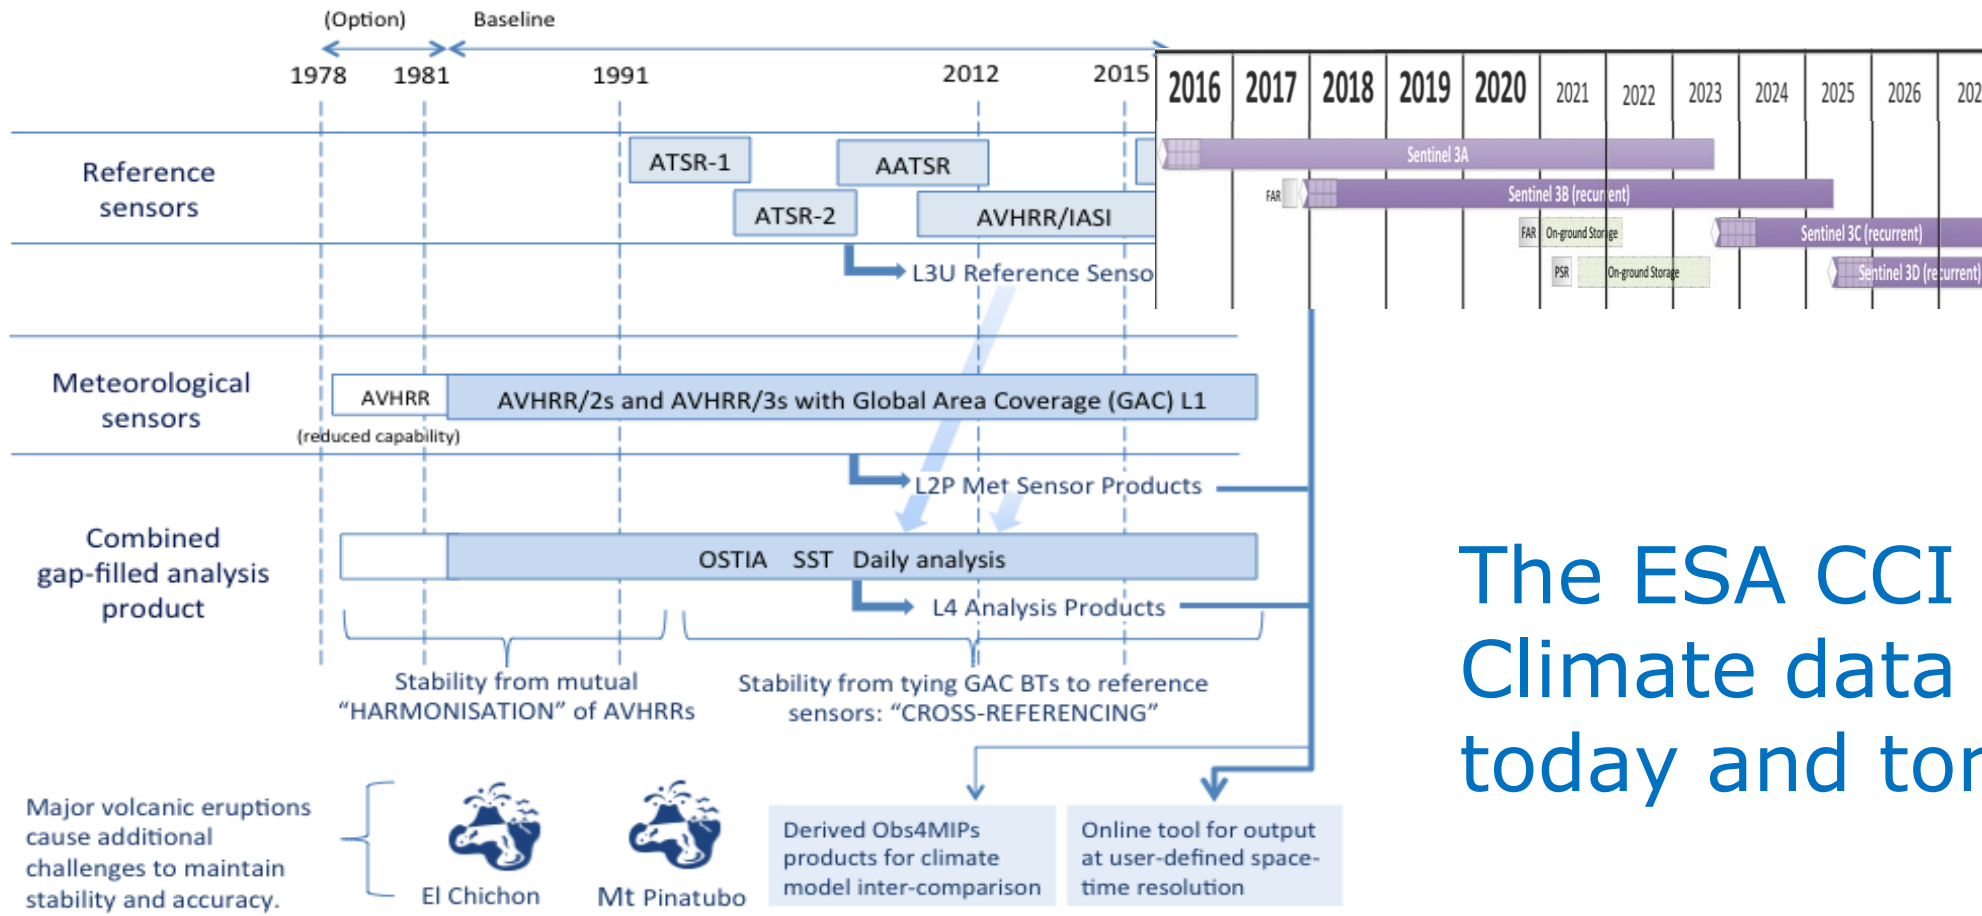 (Option)
Baseline
1978
1981
1991
2012
2015
2016
2017
2018
2019
2020
2021
2022
2023
2024
2025
2026
202
Reference
sensors
ATSR-1
AATSR
ATSR-2
AVHRR/IASI
L3U Reference Senso
Sentinel 3A
FAR
Sentinel 3B (recurrent)
FAR
On-ground Storage
Sentinel 3C (recurrent)
PSR
On-ground Storage
Sentinel 3D (recurrent)
Meteorological
sensors
AVHRR
(reduced capability)
AVHRR/2s and AVHRR/3s with Global Area Coverage (GAC) L1
L2P Met Sensor Products
Combined
gap-filled analysis
product
OSTIA SST Daily analysis
L4 Analysis Products
Stability from mutual
“HARMONISATION” of AVHRRs
Stability from tying GAC BTs to reference
sensors: “CROSS-REFERENCING”
Major volcanic eruptions
cause additional
challenges to maintain
stability and accuracy.
El Chichon
Mt Pinatubo
Derived Obs4MIPs
products for climate
model inter-comparison
Online tool for output
at user-defined space-
time resolution
The ESA CCI
Climate data
today and tor